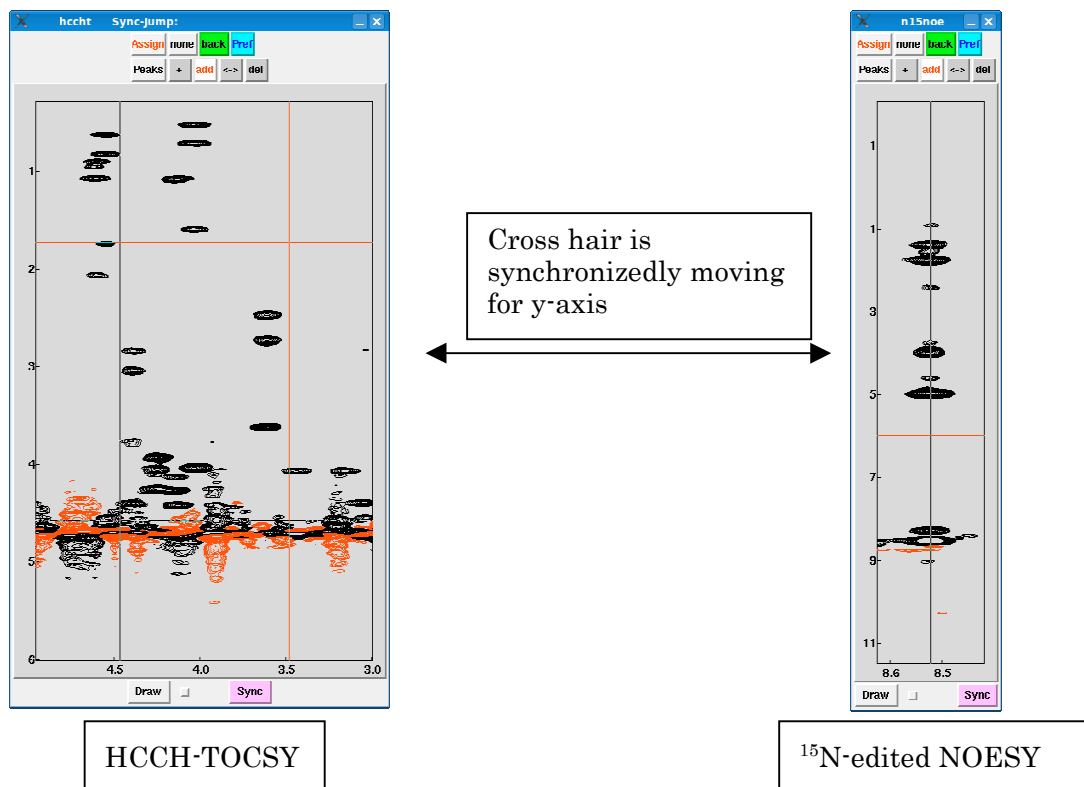 hccht Sync-Jump:
Assign none back Pref
Peaks + add <-> del
1
2
3
4
5
6
4.5 4.0 3.5 3.0
Draw Sync
HCCH-TOCSY
Cross hair is
synchronizedly moving
for y-axis
n15noe
Assign none back Pref
Peaks + add <-> del
1
1
3
5
7
9
11
8.6 8.5
Draw Sync
15N-edited NOESY